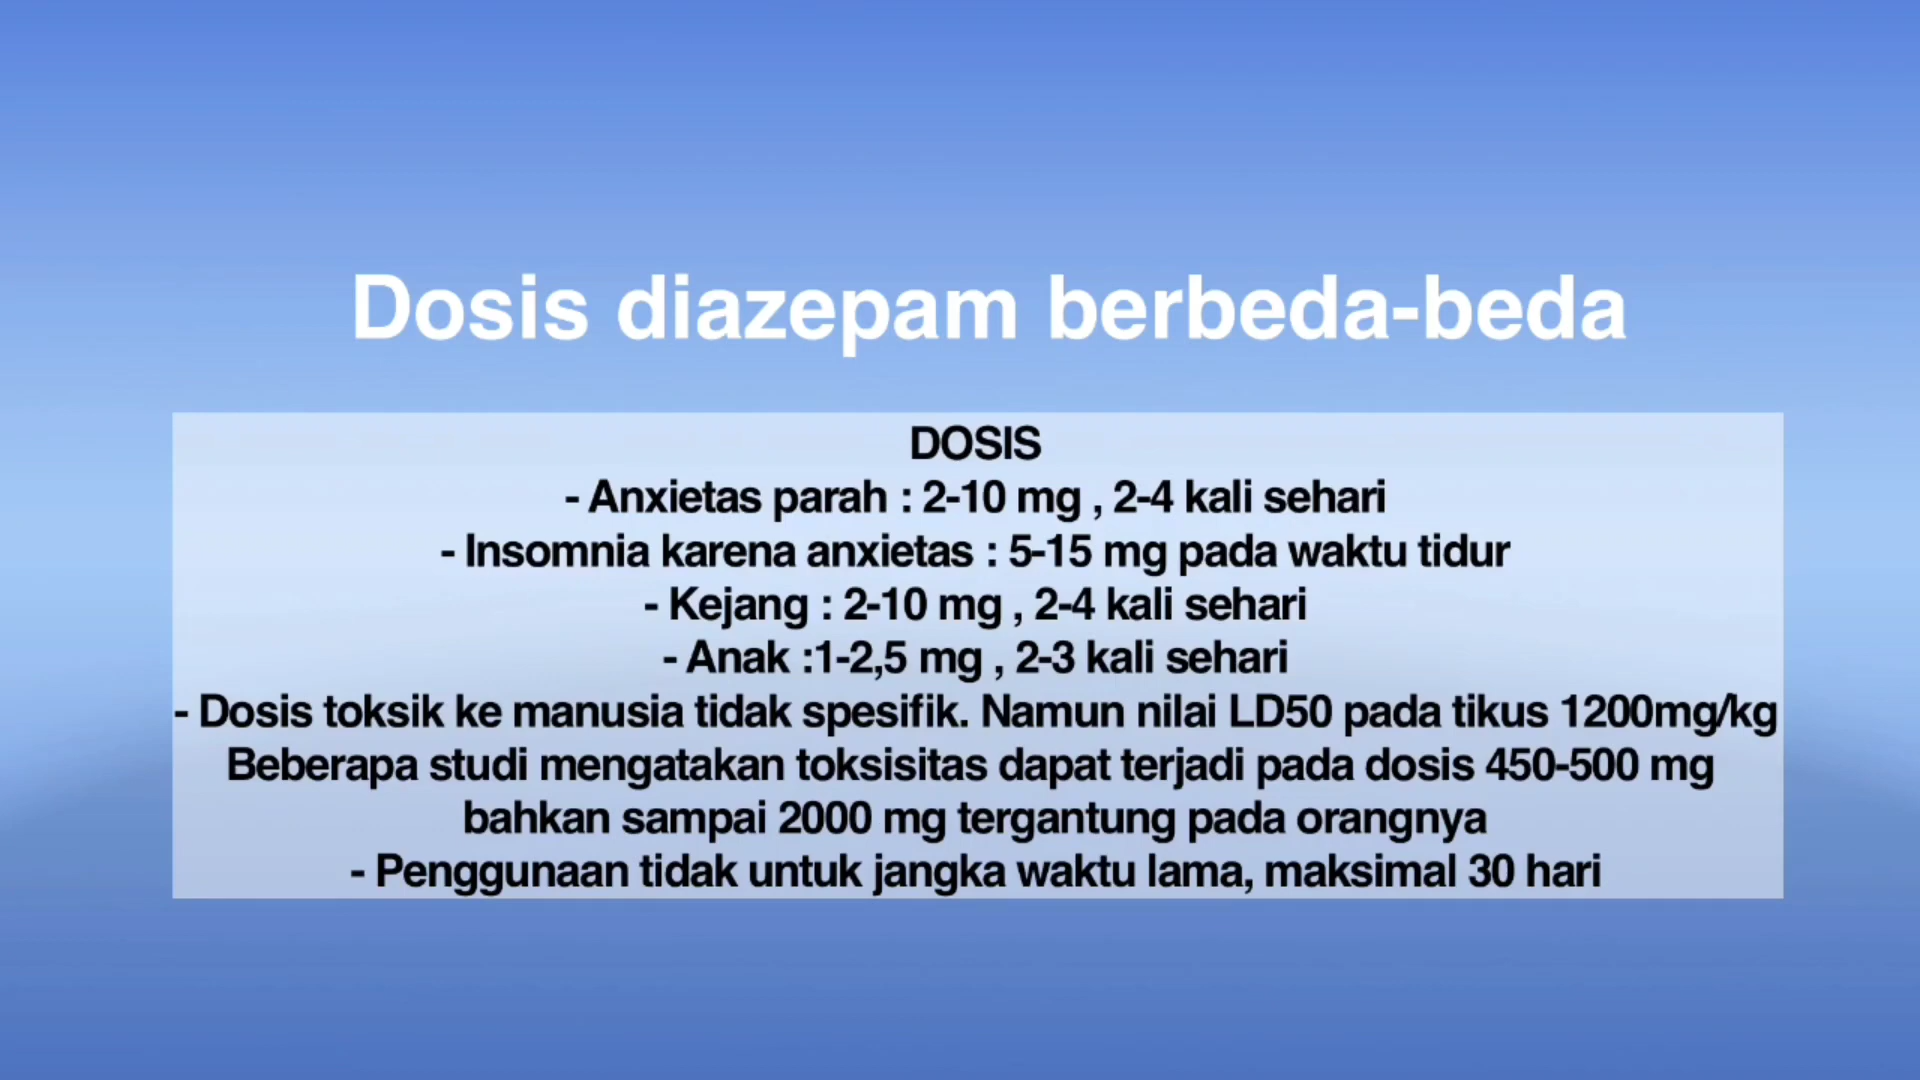 Dosis diazepam berbeda-beda
DOSIS
- Anxietas parah : 2-10 mg , 2-4 kali sehari
- Insomnia karena anxietas : 5-15 mg pada waktu tidur
- Kejang : 2-10 mg , 2-4 kali sehari
- Anak :1-2,5 mg , 2-3 kali sehari
- Dosis toksik ke manusia tidak spesifik. Namun nilai LD50 pada tikus 1200mg/kg
Beberapa studi mengatakan toksisitas dapat terjadi pada dosis 450-500 mg
bahkan sampai 2000 mg tergantung pada orangnya
- Penggunaan tidak untuk jangka waktu lama, maksimal 30 hari